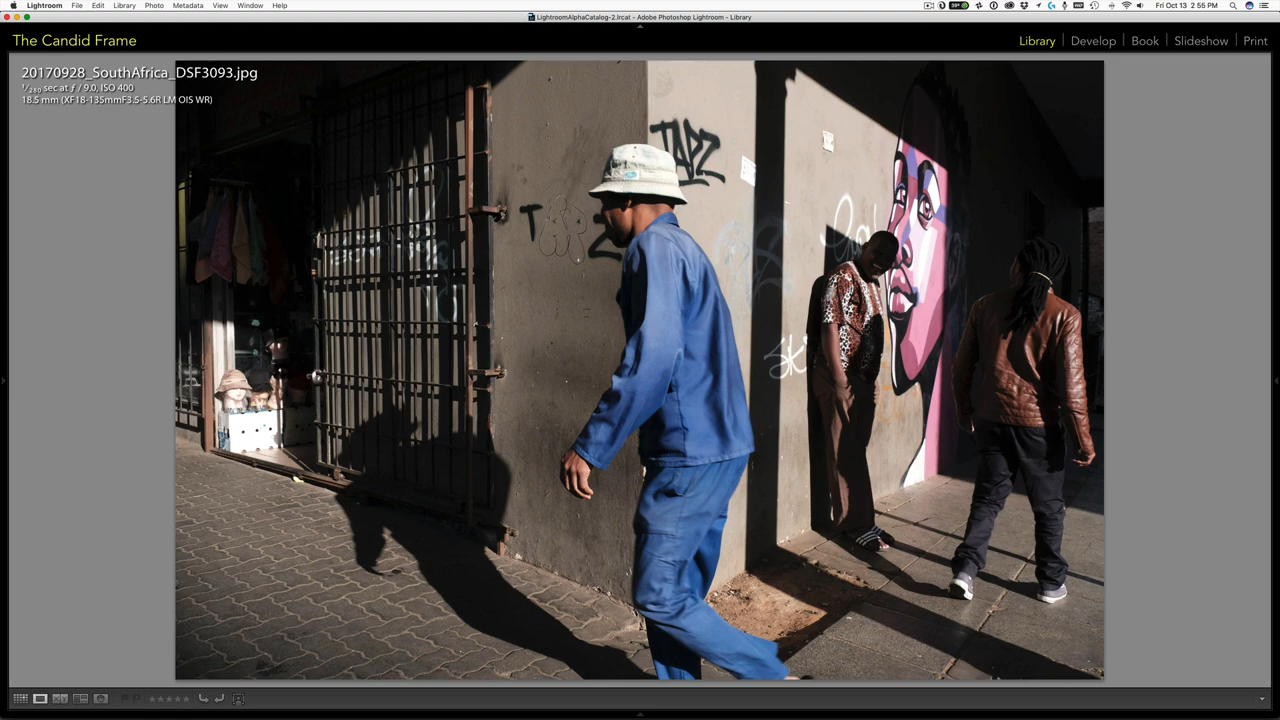 Lightroom File Edit Library Photo Metadata View Window Help
Fri Oct 13 2:55 PM
LightroomAlphaCatalog-2.lrcat - Adobe Photoshop Lightroom - Library
The Candid Frame
Library | Develop | Book | Slideshow | Print
20170928_SouthAfrica_DSF3093.jpg
1/280 sec at ƒ / 9.0, ISO 400
18.5 mm (XF18-135mmF3.5-5.6R LM OIS WR)
TAPZ